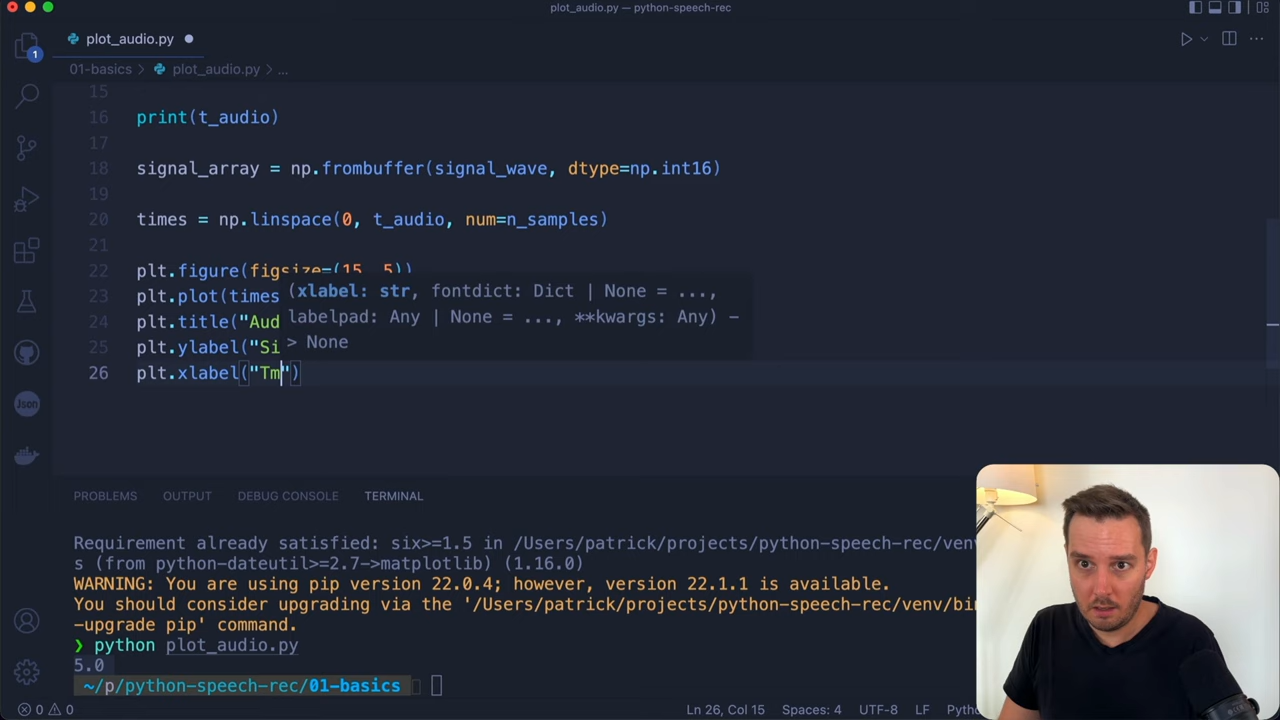 plot_audio.py — python-speech-rec
1
plot_audio.py
01-basics > plot_audio.py > ...
15
16 print(t_audio)
17
18 signal_array = np.frombuffer(signal_wave, dtype=np.int16)
19
20 times = np.linspace(0, t_audio, num=n_samples)
21
22 plt.figure(figsize=(15, 5))
23 plt.plot(times
(xlabel: str, fontdict: Dict | None = ...,
24 plt.title("Aud
labelpad: Any | None = ..., **kwargs: Any) –
25 plt.ylabel("Si
> None
26 plt.xlabel("Tm")
Json
PROBLEMS OUTPUT DEBUG CONSOLE TERMINAL
Requirement already satisfied: six>=1.5 in /Users/patrick/projects/python-speech-rec/ven
s (from python-dateutil>=2.7->matplotlib) (1.16.0)
WARNING: You are using pip version 22.0.4; however, version 22.1.1 is available.
You should consider upgrading via the '/Users/patrick/projects/python-speech-rec/venv/bin
-upgrade pip' command.
❯ python plot_audio.py
5.0
~/p/python-speech-rec/01-basics
0 0 Ln 26, Col 15 Spaces: 4 UTF-8 LF Pytho